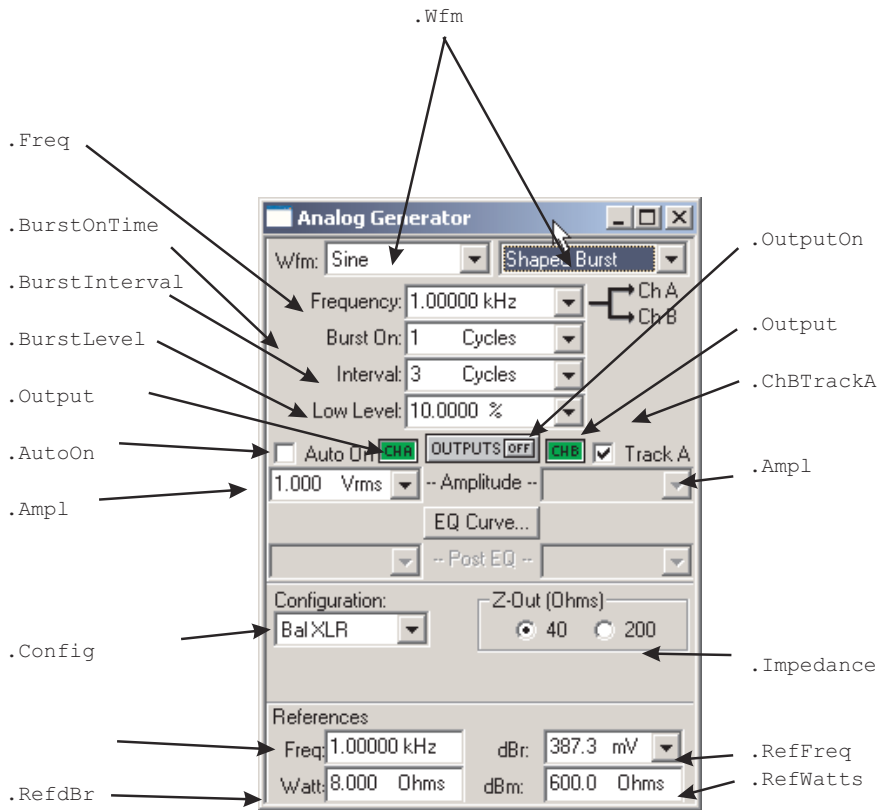 .Wfm
.Freq
.BurstOnTime
.BurstInterval
.BurstLevel
.Output
.AutoOn
.Ampl
.Config
.RefdBr
.OutputOn
.Output
.ChBTrackA
.Ampl
.Impedance
.RefFreq
.RefWatts
Analog Generator
Wfm: Sine Shaped Burst
Frequency: 1.00000 kHz Ch A
Ch B
Burst On: 1 Cycles
Interval: 3 Cycles
Low Level: 10.0000 %
Auto On CHA OUTPUTS OFF CHB Track A
1.000 Vrms -- Amplitude --
EQ Curve...
-- Post EQ --
Configuration: Z-Out (Ohms)
Bal XLR 40 200
References
Freq: 1.00000 kHz dBr: 387.3 mV
Watt: 8.000 Ohms dBm: 600.0 Ohms